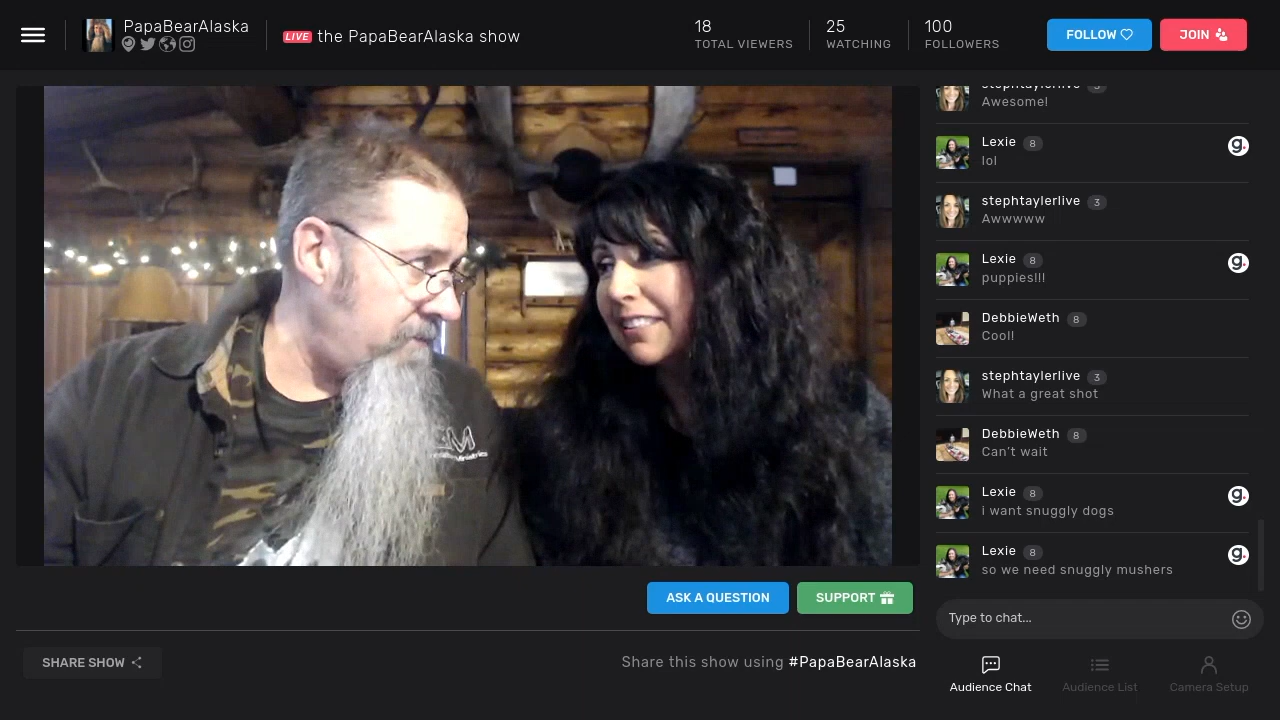 PapaBearAlaska
LIVE the PapaBearAlaska show
18
TOTAL VIEWERS
25
WATCHING
100
FOLLOWERS
FOLLOW
JOIN
stephtaylerlive
Awesome!
Lexie 8
lol
g.
stephtaylerlive 3
Awwwww
Lexie 8
puppies!!!
g.
DebbieWeth 8
Cool!
stephtaylerlive 3
What a great shot
DebbieWeth 8
Can't wait
Lexie 8
i want snuggly dogs
g.
Lexie 8
so we need snuggly mushers
g.
ASK A QUESTION
SUPPORT
Type to chat...
SHARE SHOW
Share this show using #PapaBearAlaska
Audience Chat
Audience List
Camera Setup